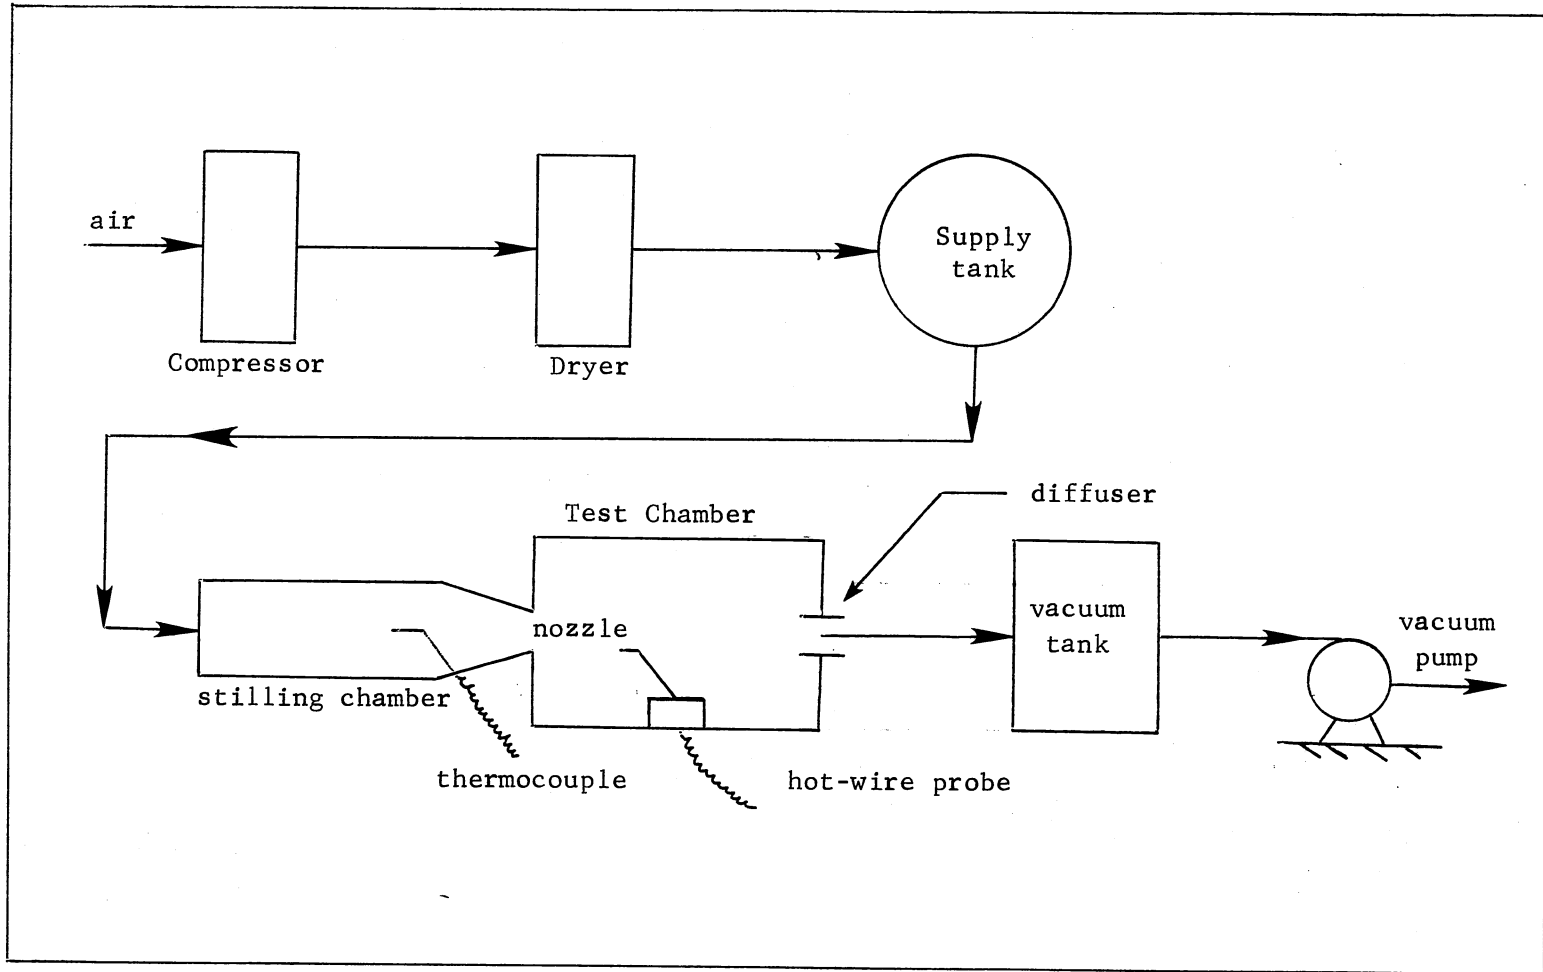 air
Compressor
Dryer
Supply
tank
Test Chamber
diffuser
nozzle
stilling chamber
thermocouple
hot-wire probe
vacuum
tank
vacuum
pump